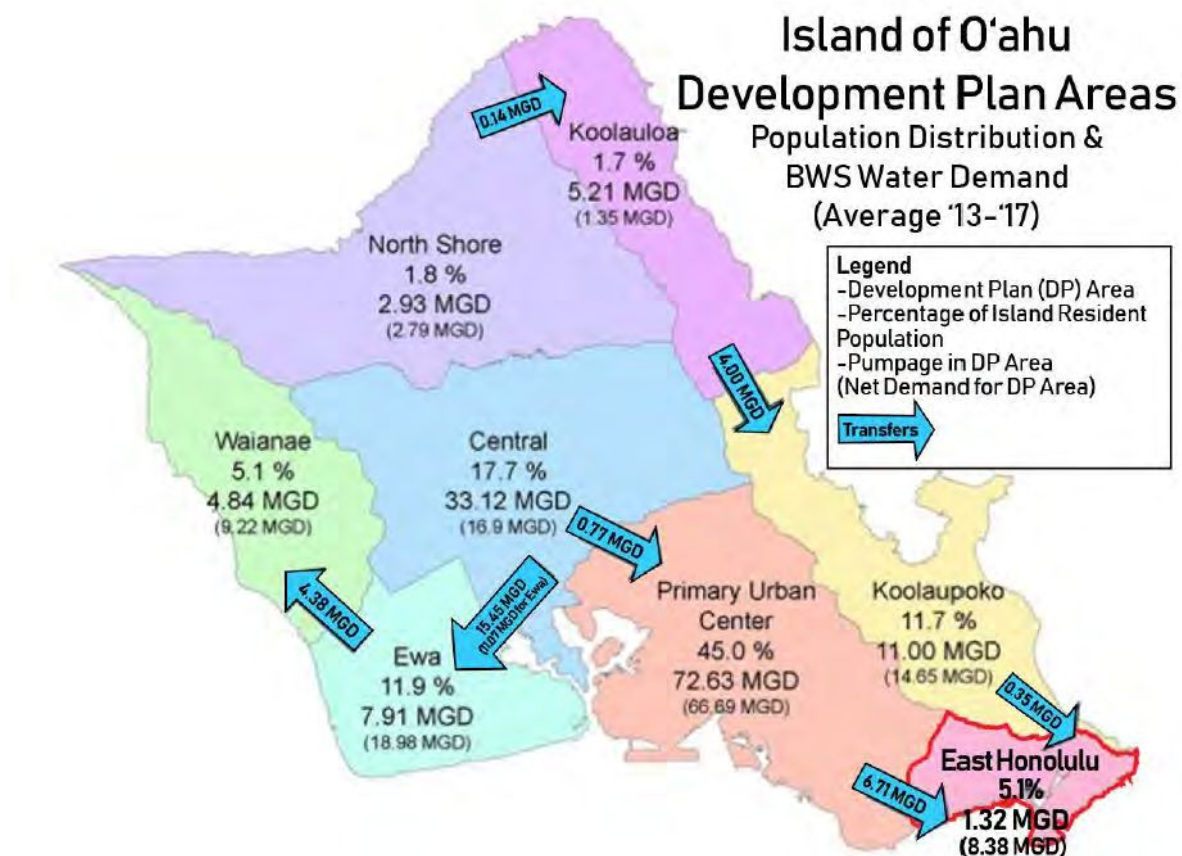 Island of O‘ahu
Development Plan Areas
Population Distribution &
BWS Water Demand
(Average ‘13-‘17)
Legend
-Development Plan (DP) Area
-Percentage of Island Resident
Population
-Pumpage in DP Area
(Net Demand for DP Area)
Transfers
0.14 MGD
Koolauloa
1.7 %
5.21 MGD
(1.35 MGD)
North Shore
1.8 %
2.93 MGD
(2.79 MGD)
4.00 MGD
Waianae
5.1 %
4.84 MGD
(9.22 MGD)
Central
17.7 %
33.12 MGD
(16.9 MGD)
0.77 MGD
15.45 MGD
(11.07 MGD for Ewa)
4.38 MGD
Ewa
11.9 %
7.91 MGD
(18.98 MGD)
Primary Urban
Center
45.0 %
72.63 MGD
(66.69 MGD)
Koolaupoko
11.7 %
11.00 MGD
(14.65 MGD)
0.35 MGD
6.71 MGD
East Honolulu
5.1%
1.32 MGD
(8.38 MGD)